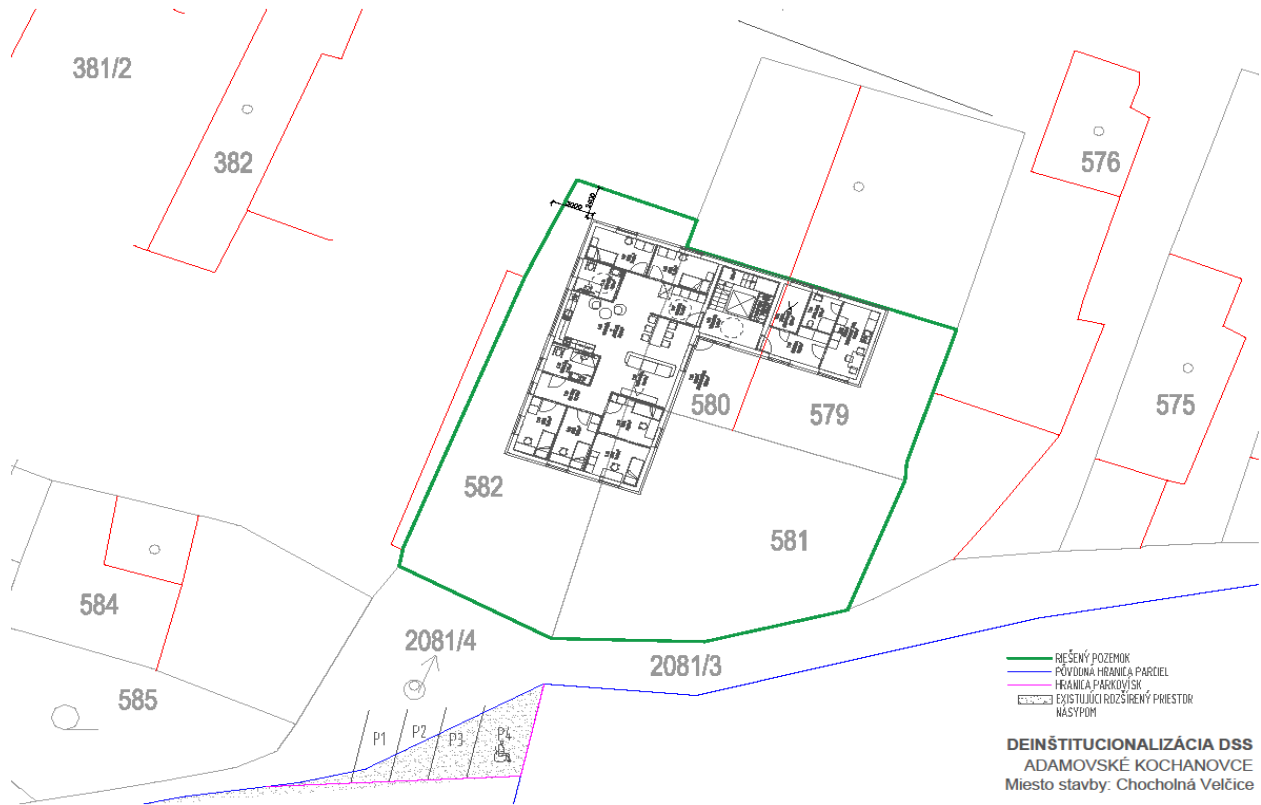 381/2
382
576
3000
575
580
579
582
581
584
585
2081/4
2081/3
P1
P2
P3
P4
RIEŠENÝ POZEMOK
PÔVODNÁ HRANICA PARCIEL
HRANICA PARKOVÍSK
EXISTUJÚCI ROZŠÍRENÝ PRIESTOR
NÁSYPOM
DEINŠTITUCIONALIZÁCIA DSS
ADAMOVSKÉ KOCHANOVCE
Miesto stavby: Chocholná Velčice